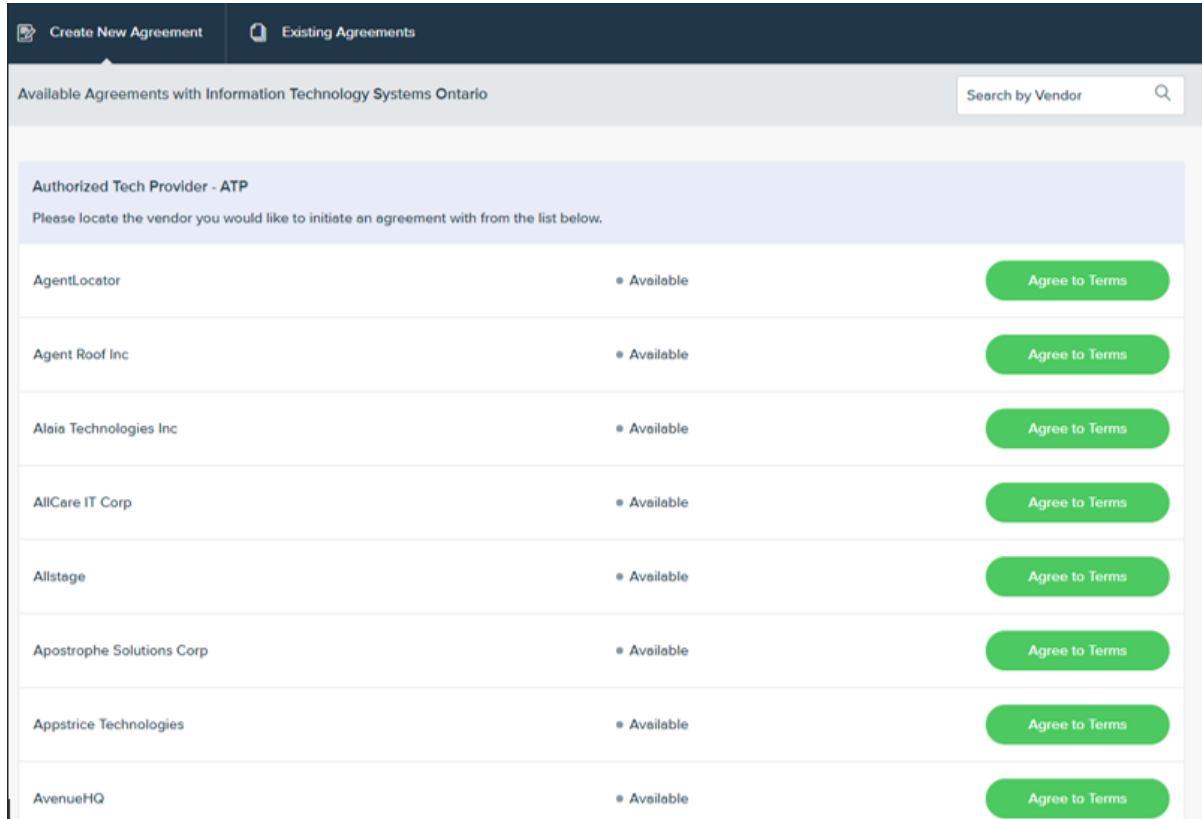 Create New Agreement
Existing Agreements
Available Agreements with Information Technology Systems Ontario
Search by Vendor
Authorized Tech Provider - ATP
Please locate the vendor you would like to initiate an agreement with from the list below.
AgentLocator Available Agree to Terms
Agent Roof Inc Available Agree to Terms
Alaia Technologies Inc Available Agree to Terms
AllCare IT Corp Available Agree to Terms
Allstage Available Agree to Terms
Apostrophe Solutions Corp Available Agree to Terms
Appstrice Technologies Available Agree to Terms
AvenueHQ Available Agree to Terms